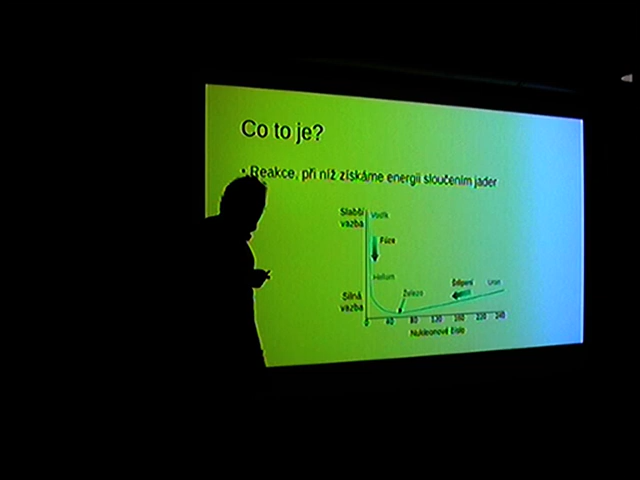 Co to je?
• Reakce, při níž získáme energii sloučením jader
Slabší
vazba
Vodík
Fúze
Helium
Silná
vazba
Železo
Štěpení
Uran
0 40 80 120 160 220 240
Nukleonové číslo